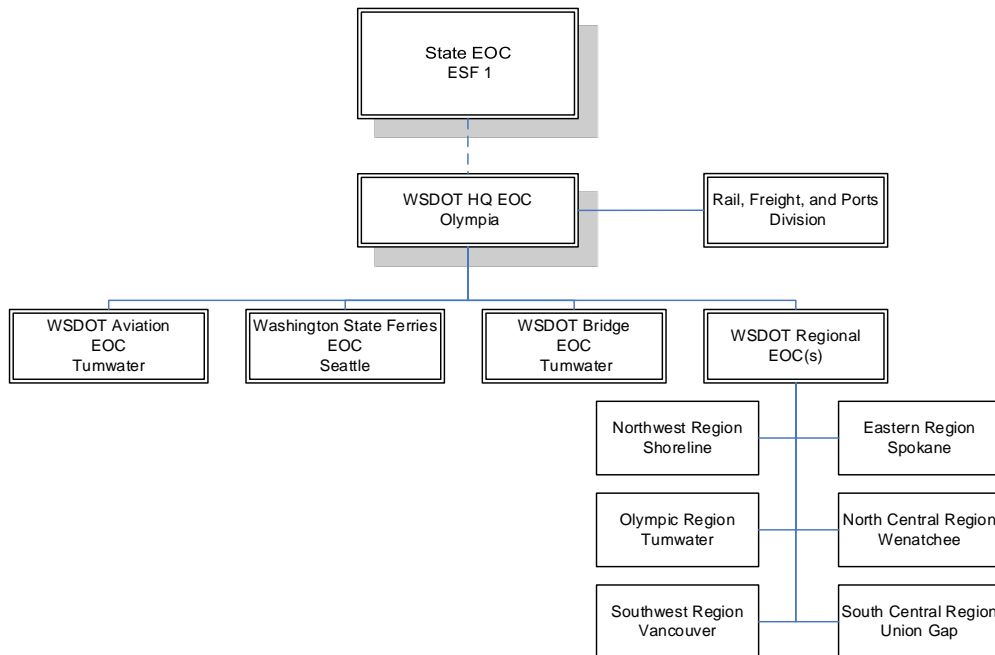 State EOC
ESF 1
WSDOT HQ EOC
Olympia
Rail, Freight, and Ports
Division
WSDOT Aviation
EOC
Tumwater
Washington State Ferries
EOC
Seattle
WSDOT Bridge
EOC
Tumwater
WSDOT Regional
EOC(s)
Northwest Region
Shoreline
Eastern Region
Spokane
Olympic Region
Tumwater
North Central Region
Wenatchee
Southwest Region
Vancouver
South Central Region
Union Gap